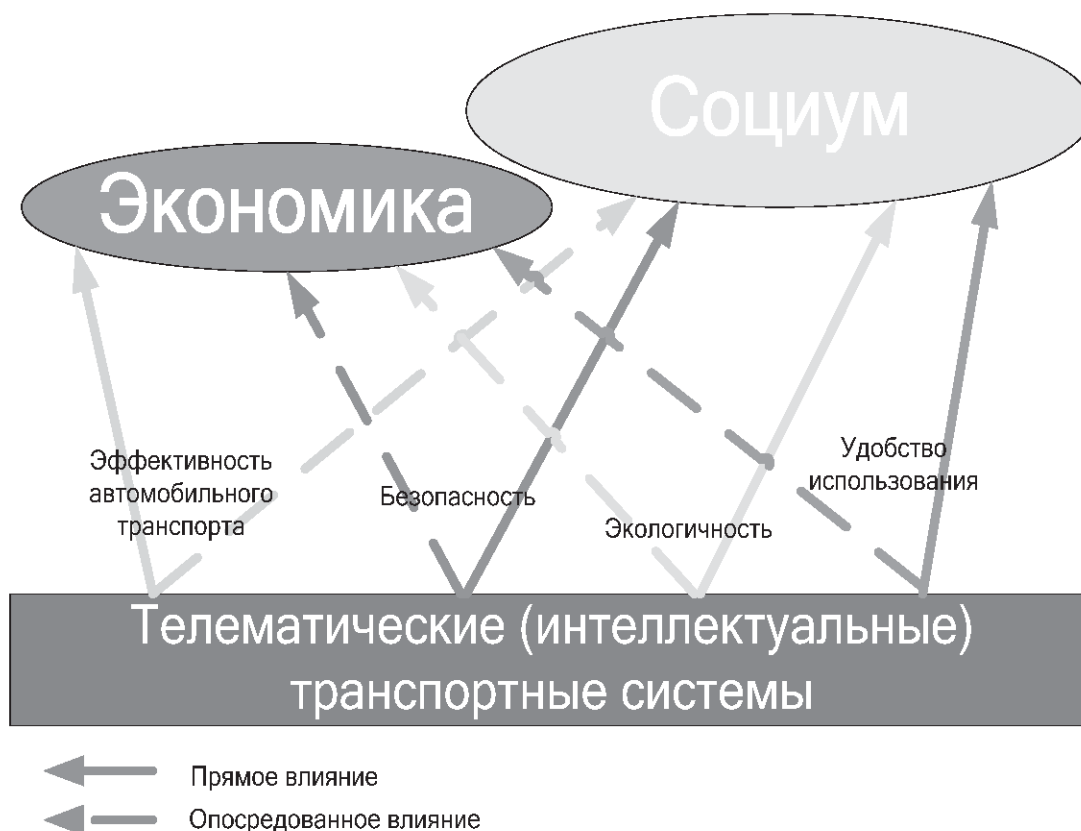 Социум
Экономика
Эффективность
автомобильного
транспорта
Безопасность
Экологичность
Удобство
использования
Телематические (интеллектуальные)
транспортные системы
Прямое влияние
Опосредованное влияние